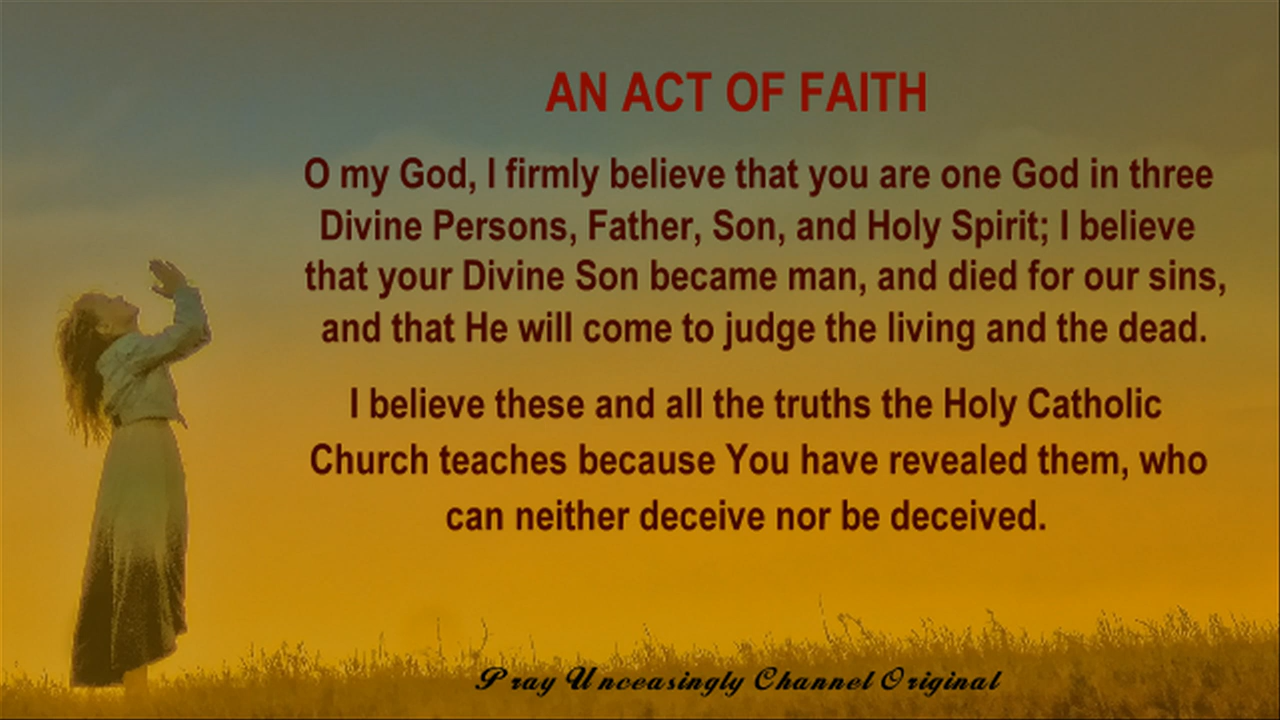 AN ACT OF FAITH
O my God, I firmly believe that you are one God in three
Divine Persons, Father, Son, and Holy Spirit; I believe
that your Divine Son became man, and died for our sins,
and that He will come to judge the living and the dead.
I believe these and all the truths the Holy Catholic
Church teaches because You have revealed them, who
can neither deceive nor be deceived.
Pray Unceasingly Channel Original